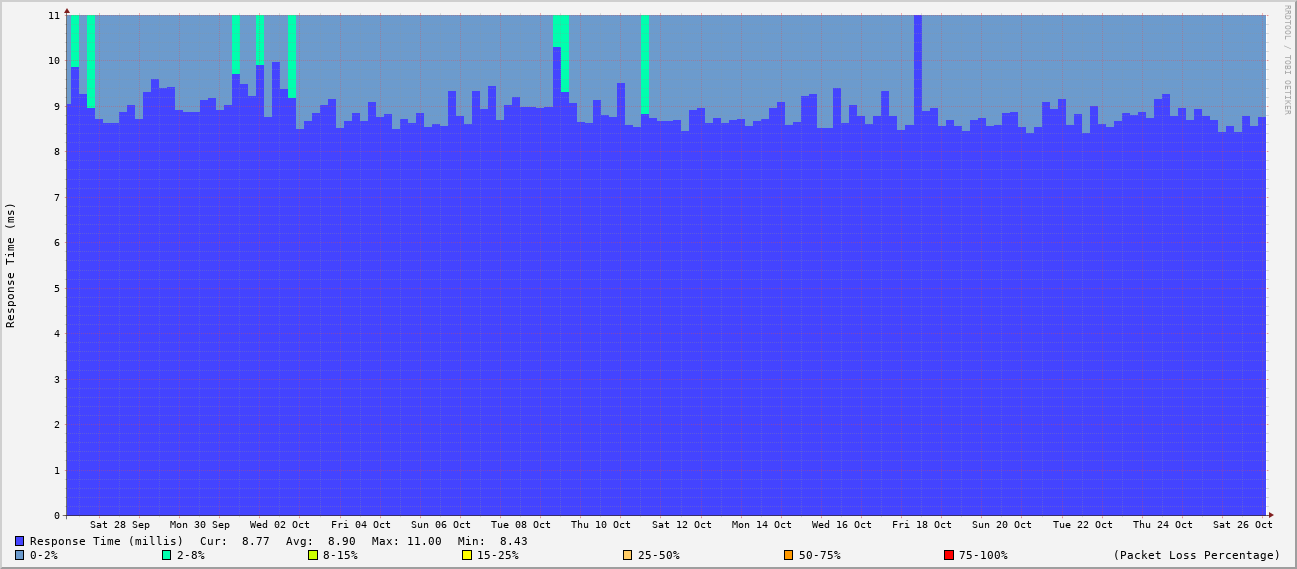 11
10
9
8
7
6
5
4
3
2
1
0
Response Time (ms)
RRDTOOL / TOBI OETIKER
Sat 28 Sep Mon 30 Sep Wed 02 Oct Fri 04 Oct Sun 06 Oct Tue 08 Oct Thu 10 Oct Sat 12 Oct Mon 14 Oct Wed 16 Oct Fri 18 Oct Sun 20 Oct Tue 22 Oct Thu 24 Oct Sat 26 Oct
Response Time (millis) Cur: 8.77 Avg: 8.90 Max: 11.00 Min: 8.43
0-2% 2-8% 8-15% 15-25% 25-50% 50-75% 75-100% (Packet Loss Percentage)